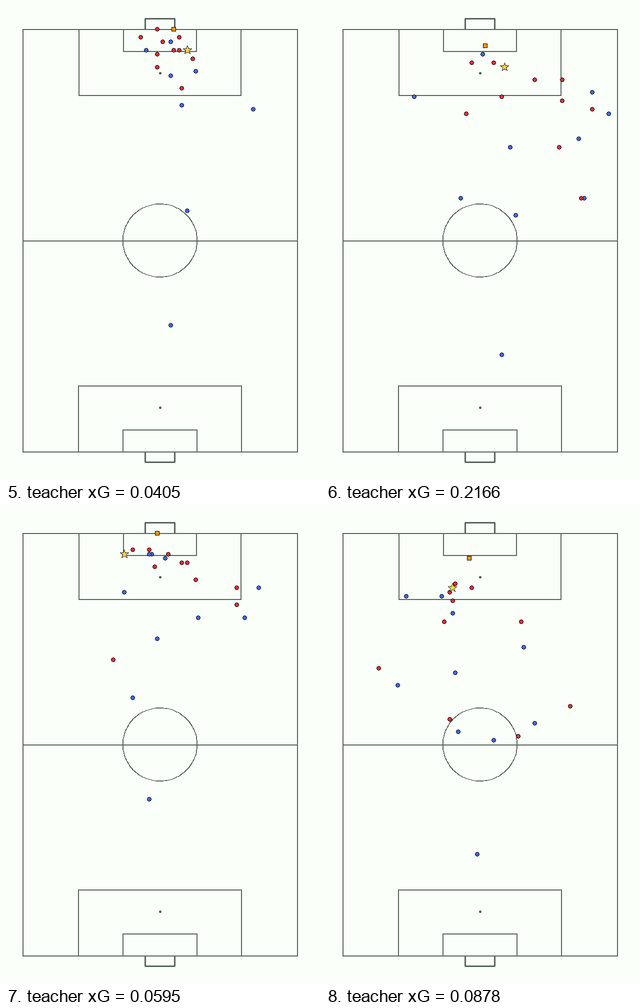 5. teacher xG = 0.0405
6. teacher xG = 0.2166
7. teacher xG = 0.0595
8. teacher xG = 0.0878